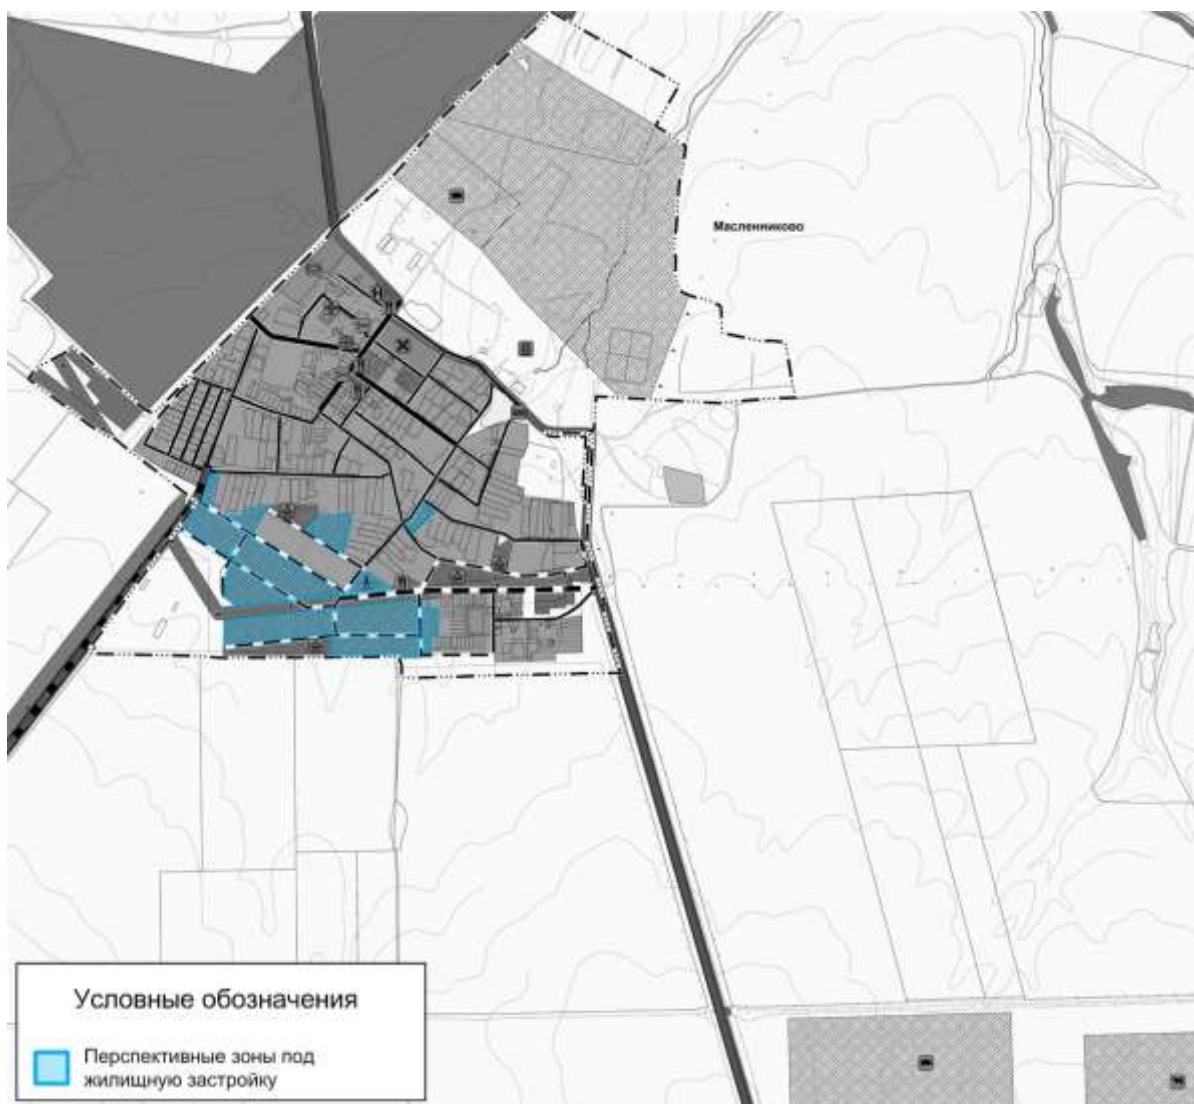 Масленниково
Условные обозначения
Перспективные зоны под
жилищную застройку